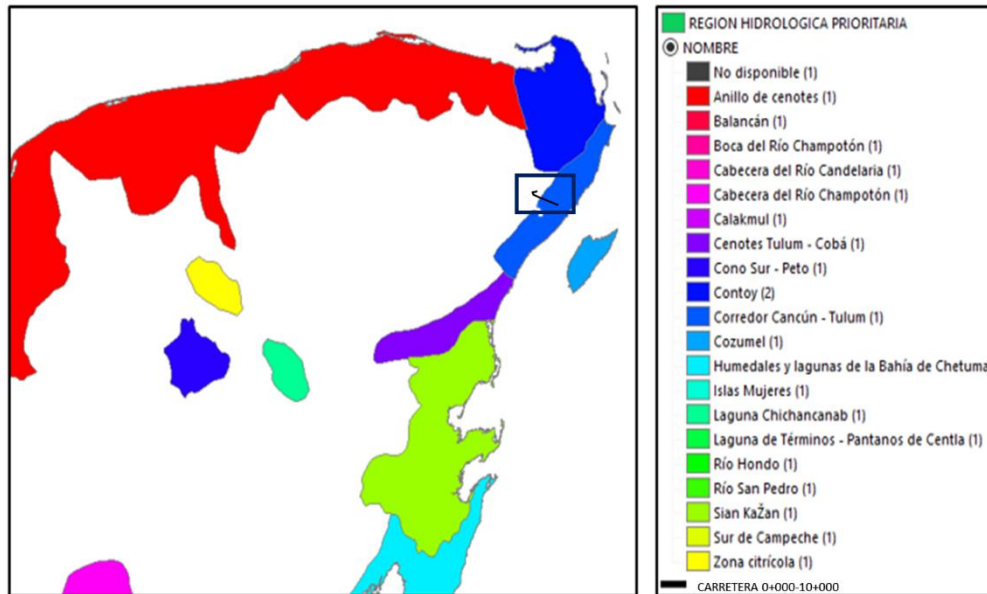 REGION HIDROLOGICA PRIORITARIA
NOMBRE
No disponible (1)
Anillo de cenotes (1)
Balancán (1)
Boca del Río Champotón (1)
Cabecera del Río Candelaria (1)
Cabecera del Río Champotón (1)
Calakmul (1)
Cenotes Tulum - Cobá (1)
Cono Sur - Peto (1)
Contoy (2)
Corredor Cancún - Tulum (1)
Cozumel (1)
Humedales y lagunas de la Bahía de Chetuma
Islas Mujeres (1)
Laguna Chichancanab (1)
Laguna de Términos - Pantanos de Centla (1)
Río Hondo (1)
Río San Pedro (1)
Sian KaŽan (1)
Sur de Campeche (1)
Zona citrícola (1)
CARRETERA 0+000-10+000